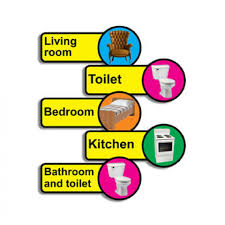 Living
room
Toilet
Bedroom
Kitchen
Bathroom
and toilet